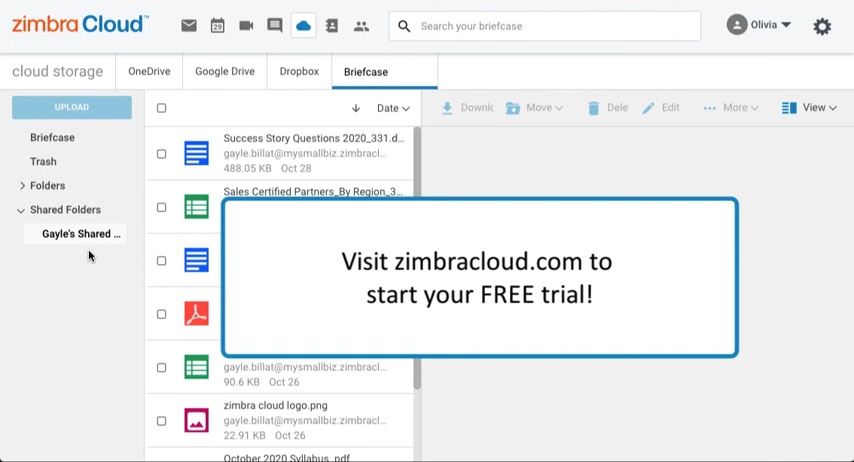 zimbra Cloud™
29
Search your briefcase
Olivia
cloud storage
OneDrive
Google Drive
Dropbox
Briefcase
UPLOAD
Date
Downlc
Move
Dele
Edit
More
View
Briefcase
Trash
Folders
Shared Folders
Gayle's Shared ...
Success Story Questions 2020_331.d...
gayle.billat@mysmallbiz.zimbracl...
488.05 KB Oct 28
Sales Certified Partners_By Region_3...
Visit zimbracloud.com to
start your FREE trial!
gayle.billat@mysmallbiz.zimbracl...
90.6 KB Oct 26
zimbra cloud logo.png
gayle.billat@mysmallbiz.zimbracl...
22.91 KB Oct 26
October 2020 Syllabus .pdf